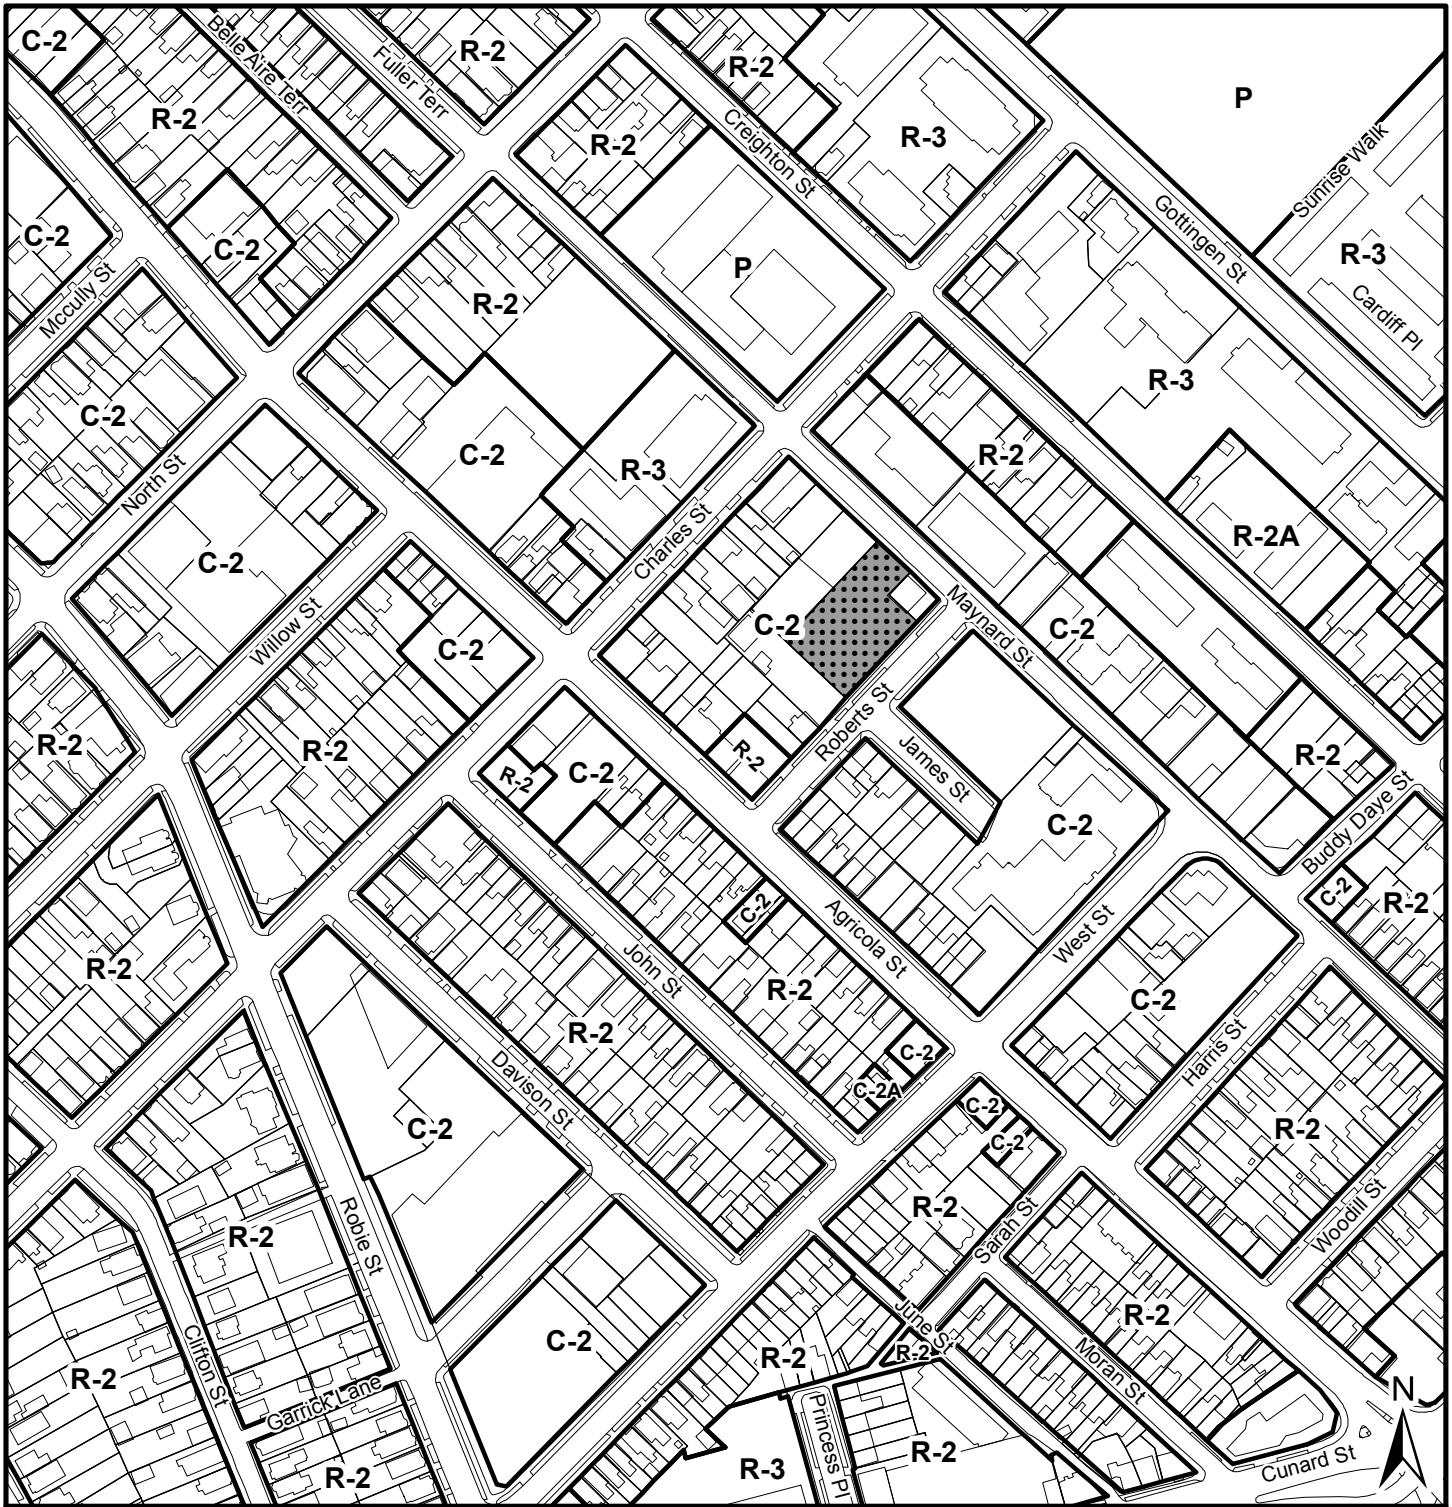 C-2
Belle Aire Terr
Fuller Terr
R-2
R-2
P
R-2
R-2
Creighton St
R-3
Sunrise Walk
Gottingen St
C-2
C-2
R-3
P
Mccully St
R-2
Cardiff Pl
R-3
C-2
C-2
R-2
R-3
North St
R-2A
Charles St
C-2
Willow St
Maynard St
C-2
C-2
C-2
Roberts St
R-2
R-2
R-2
R-2
James St
C-2
R-2
C-2
Buddy Daye St
C-2
C-2
R-2
Agricola St
West St
R-2
John St
R-2
C-2
R-2
C-2
Harris St
Davison St
C-2A
C-2
C-2
C-2
R-2
R-2
Robie St
Sarah St
Woodill St
R-2
Clifton St
June St
R-2
C-2
R-2
R-2
Moran St
R-2
Garrick Lane
N
Princess Pl
R-2
R-3
R-2
Cunard St